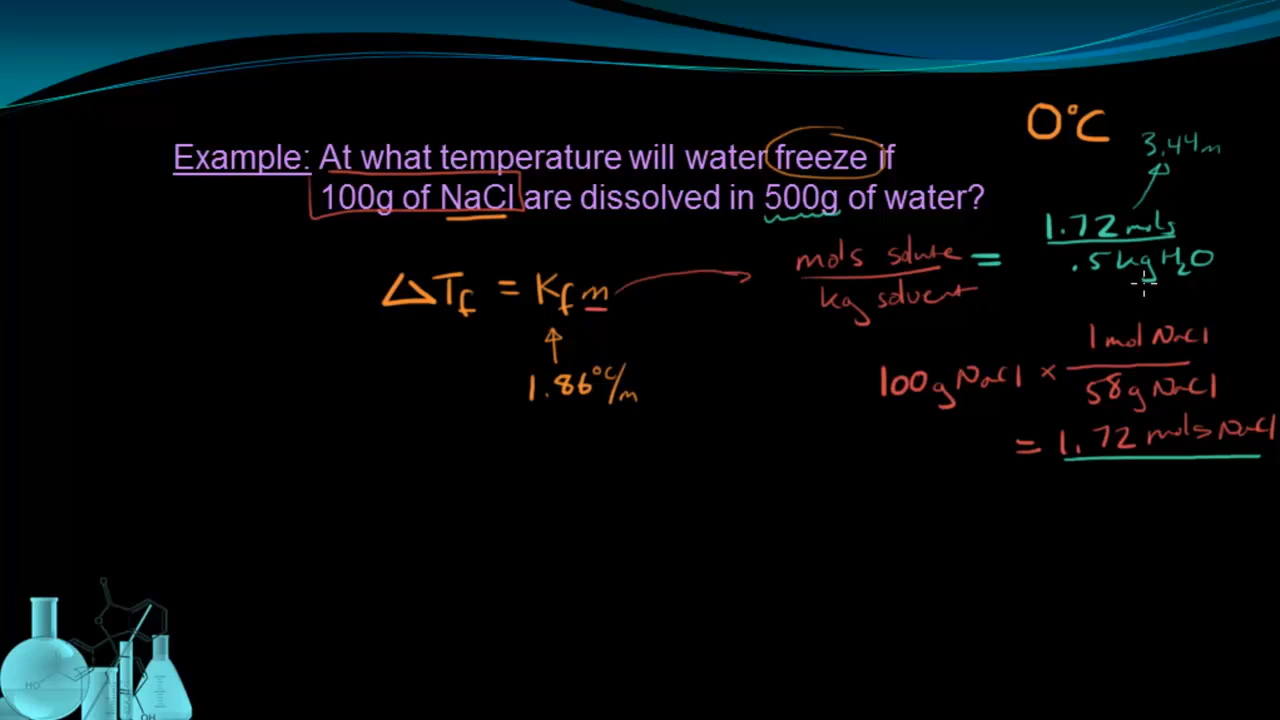 0°C
3.44m
Example: At what temperature will water freeze if
100g of NaCl are dissolved in 500g of water?
1.72 mols
.5 kg H₂O
mols solute
kg solvent
=
ΔTf = Kf m
1.86°C/m
1 mol NaCl
100g NaCl ×
58g NaCl
= 1.72 mols NaCl
HO
OH